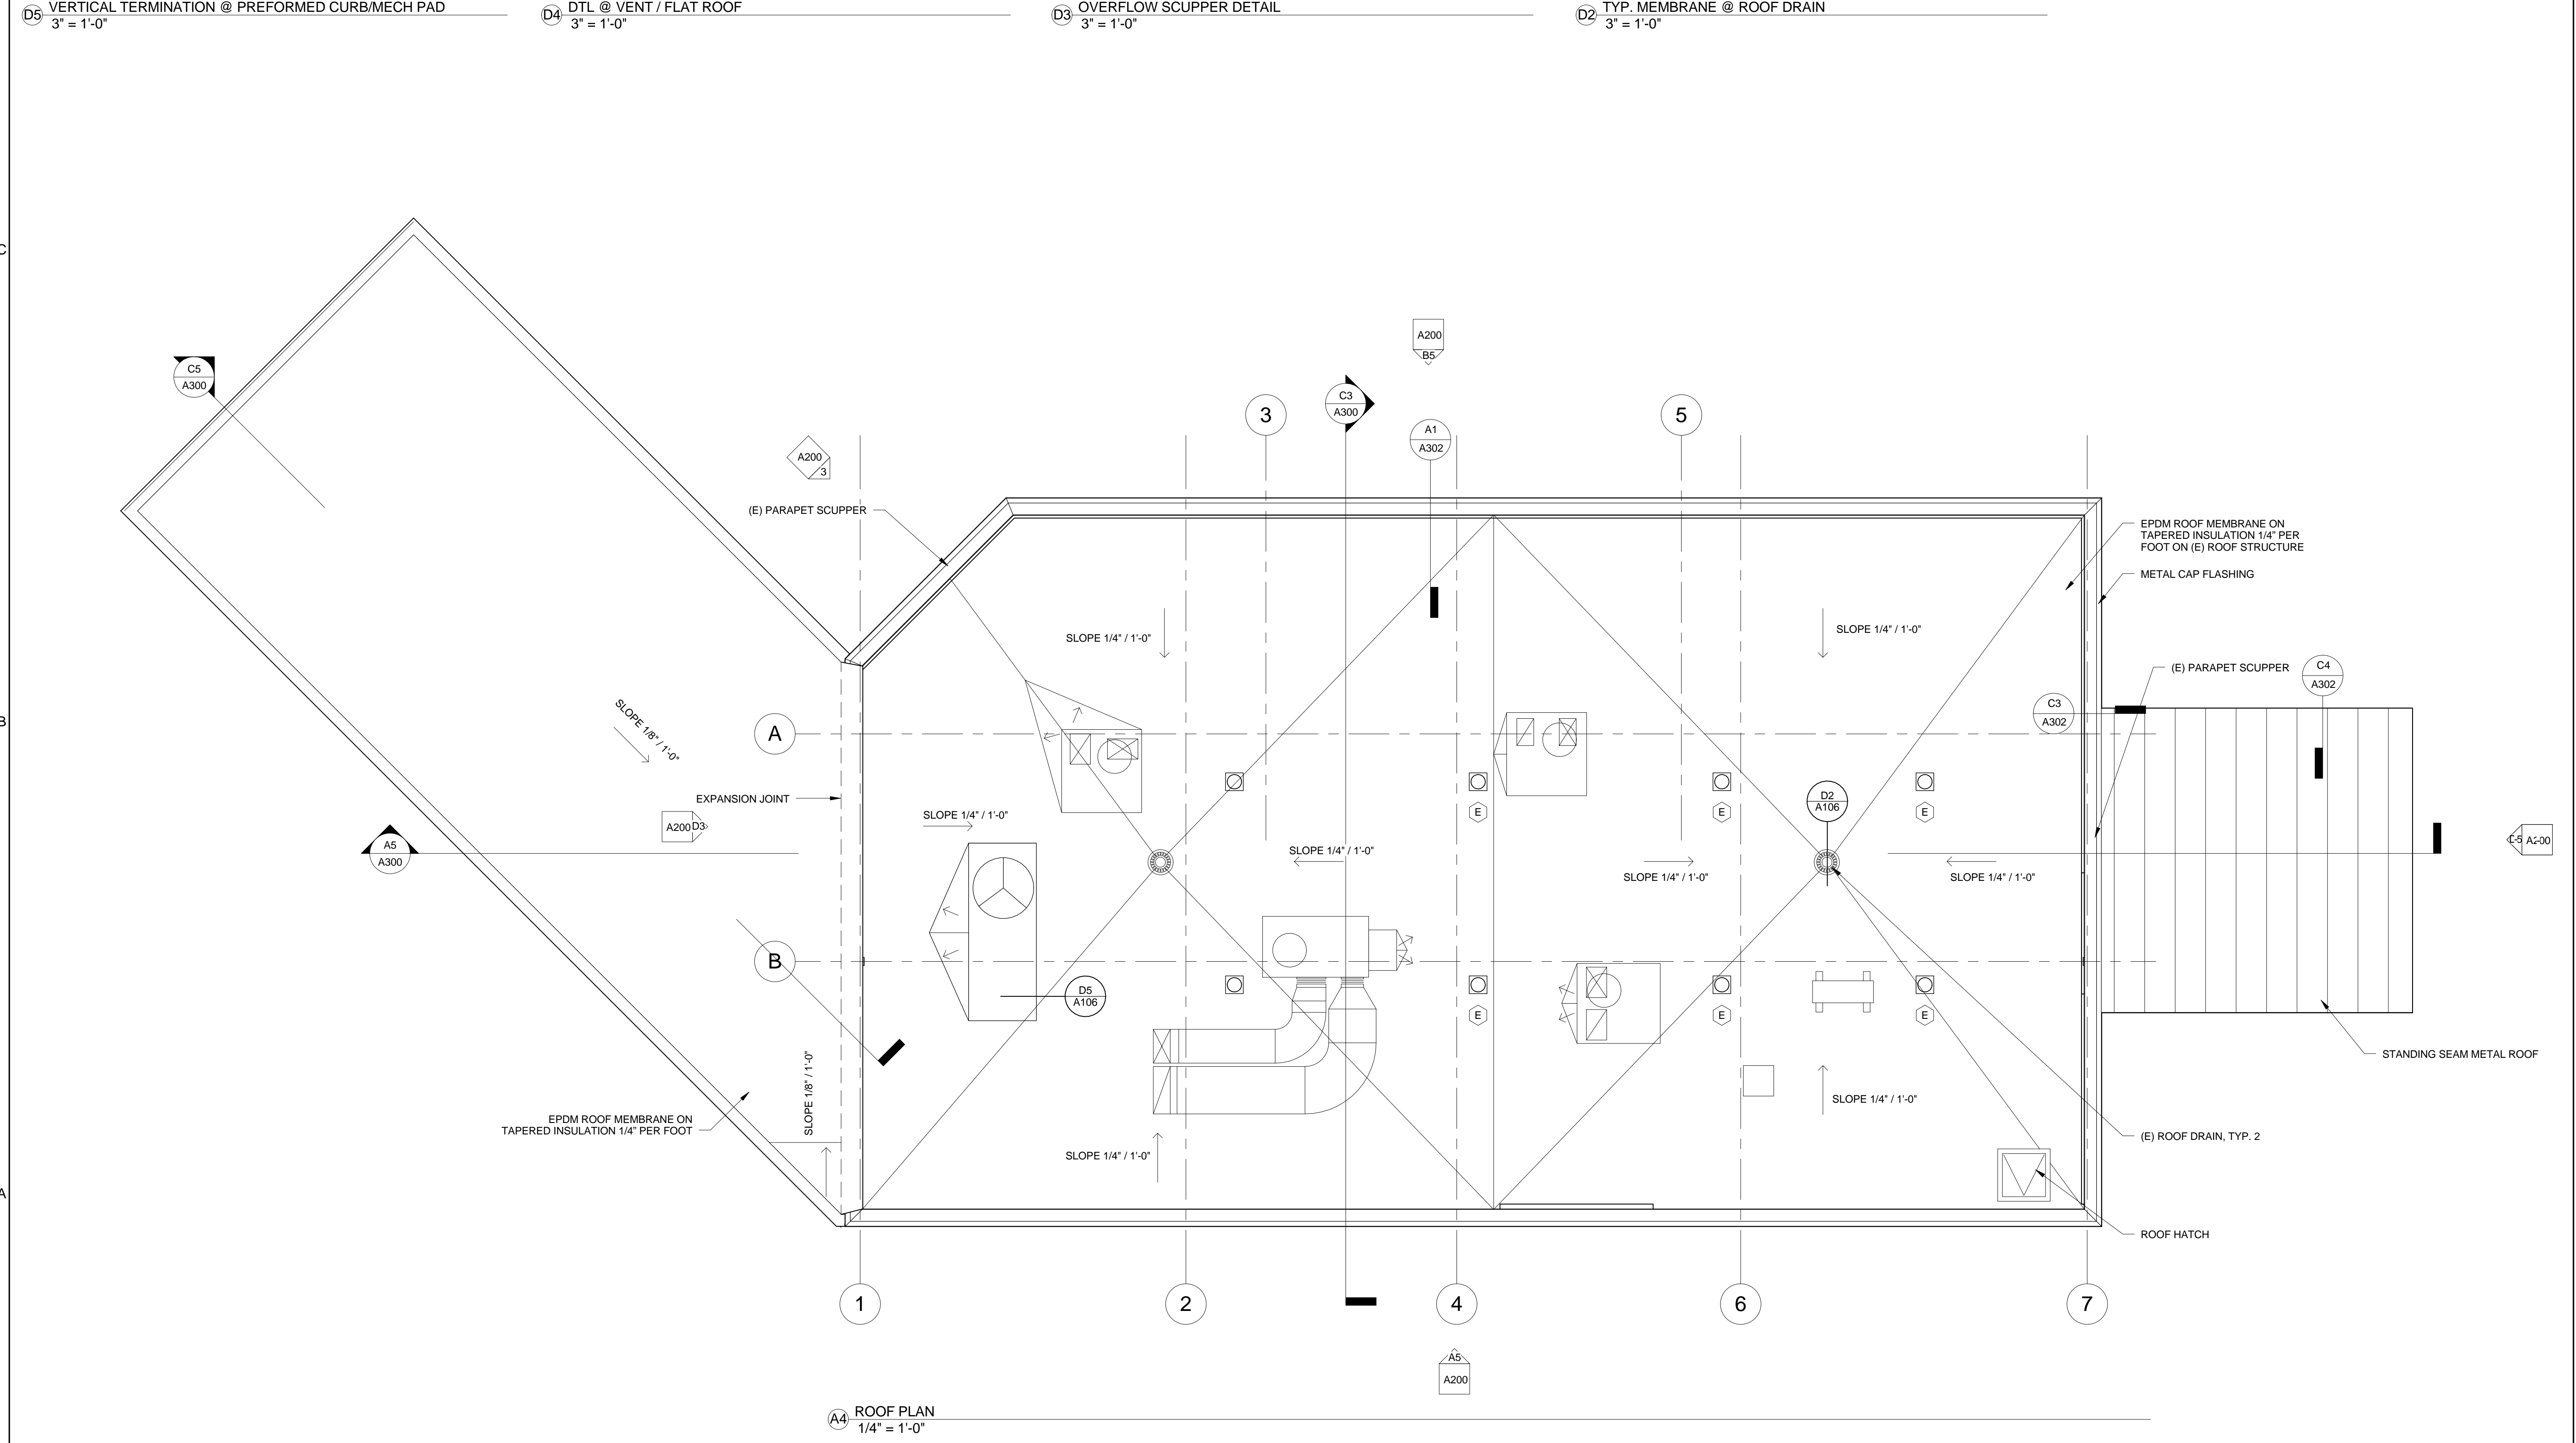 D5 VERTICAL TERMINATION @ PREFORMED CURB/MECH PAD
3" = 1'-0"
D4 DTL @ VENT / FLAT ROOF
3" = 1'-0"
D3 OVERFLOW SCUPPER DETAIL
3" = 1'-0"
D2 TYP. MEMBRANE @ ROOF DRAIN
3" = 1'-0"
C
B
A
C5
A300
A200
B5
C3
A300
3
5
A1
A302
A200
3
(E) PARAPET SCUPPER
EPDM ROOF MEMBRANE ON
TAPERED INSULATION 1/4" PER
FOOT ON (E) ROOF STRUCTURE
METAL CAP FLASHING
SLOPE 1/4" / 1'-0"
SLOPE 1/4" / 1'-0"
(E) PARAPET SCUPPER
C4
A302
C3
A302
SLOPE 1/8" / 1'-0"
A
EXPANSION JOINT
A200 D3
SLOPE 1/4" / 1'-0"
E
E
E
D2
A106
A5
A300
SLOPE 1/4" / 1'-0"
SLOPE 1/4" / 1'-0"
SLOPE 1/4" / 1'-0"
A200
B
D5
A106
E
E
E
SLOPE 1/8" / 1'-0"
EPDM ROOF MEMBRANE ON
TAPERED INSULATION 1/4" PER FOOT
SLOPE 1/4" / 1'-0"
SLOPE 1/4" / 1'-0"
STANDING SEAM METAL ROOF
(E) ROOF DRAIN, TYP. 2
ROOF HATCH
1
2
4
6
7
A5
A200
A4 ROOF PLAN
1/4" = 1'-0"